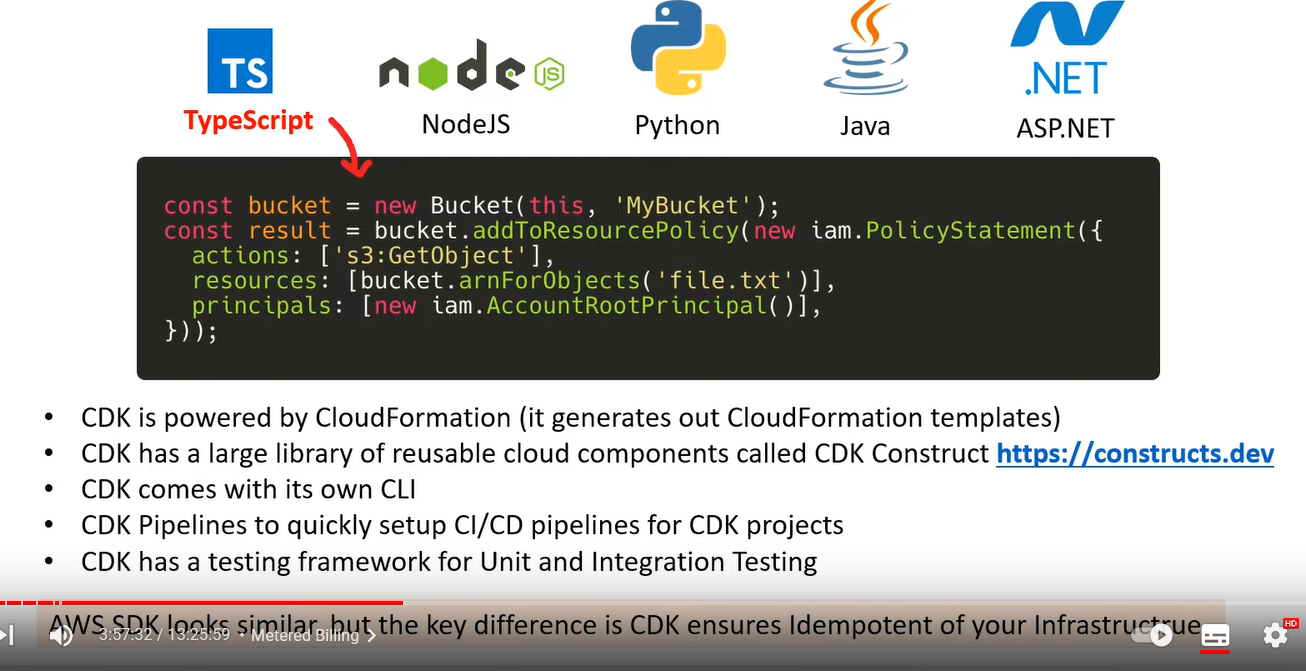 TS
node
JS
.NET
TypeScript
NodeJS
Python
Java
ASP.NET
const bucket = new Bucket(this, 'MyBucket');
const result = bucket.addToResourcePolicy(new iam.PolicyStatement({
  actions: ['s3:GetObject'],
  resources: [bucket.arnForObjects('file.txt')],
  principals: [new iam.AccountRootPrincipal()],
}));
• CDK is powered by CloudFormation (it generates out CloudFormation templates)
• CDK has a large library of reusable cloud components called CDK Construct https://constructs.dev
• CDK comes with its own CLI
• CDK Pipelines to quickly setup CI/CD pipelines for CDK projects
• CDK has a testing framework for Unit and Integration Testing
AWS SDK looks similar, but the key difference is CDK ensures Idempotent of your Infrastructrue
3:57:32 / 13:25:59 • Metered Billing
HD